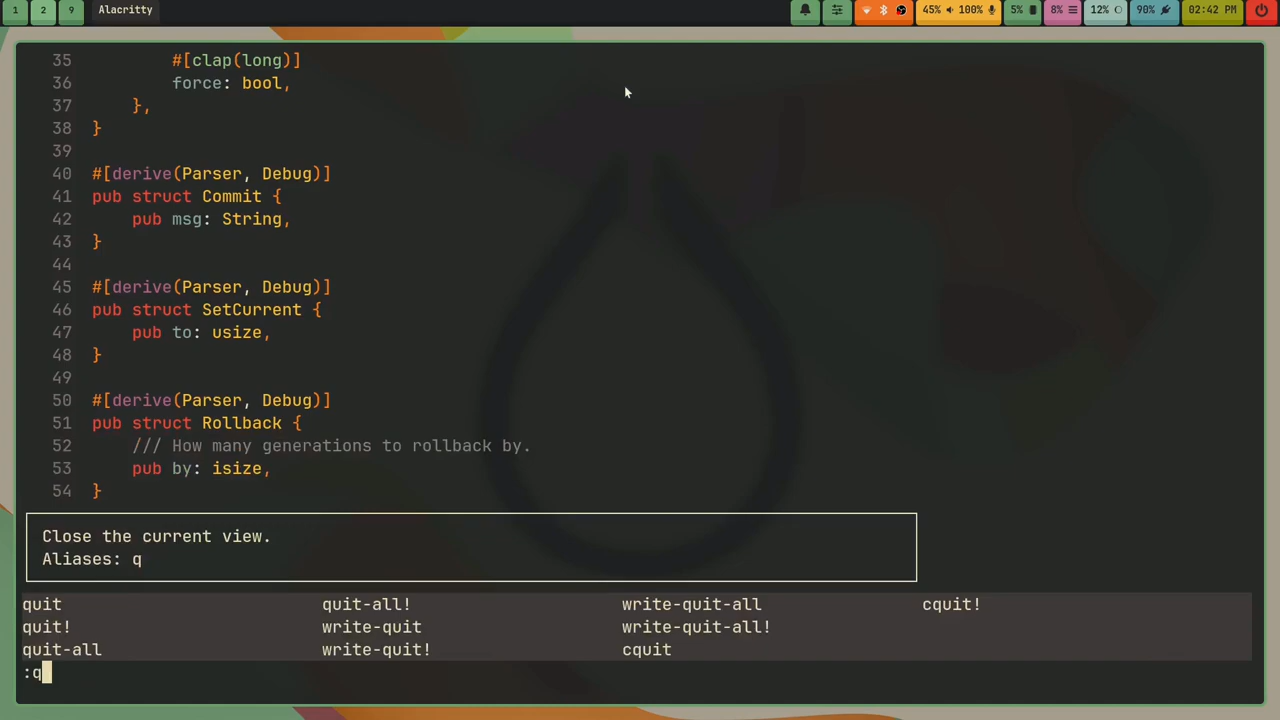 1 2 9 Alacritty 45% 100% 5% 8% 12% 90% 02:42 PM
35 #[clap(long)]
36 force: bool,
37 },
38 }
39
40 #[derive(Parser, Debug)]
41 pub struct Commit {
42 pub msg: String,
43 }
44
45 #[derive(Parser, Debug)]
46 pub struct SetCurrent {
47 pub to: usize,
48 }
49
50 #[derive(Parser, Debug)]
51 pub struct Rollback {
52 /// How many generations to rollback by.
53 pub by: isize,
54 }
Close the current view.
Aliases: q
quit quit-all! write-quit-all cquit!
quit! write-quit write-quit-all!
quit-all write-quit! cquit
:q